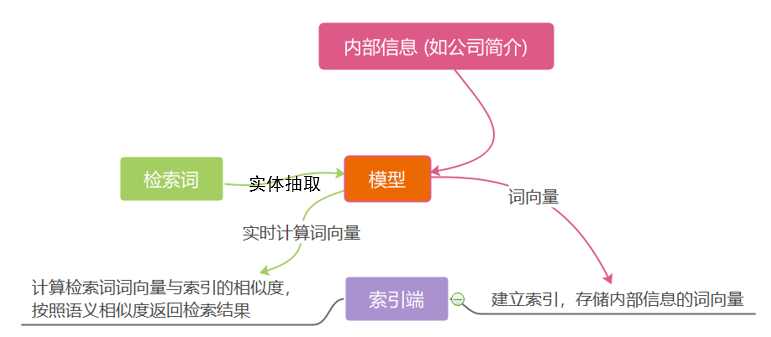 内部信息 (如公司简介)
检索词
实体抽取
模型
词向量
实时计算词向量
计算检索词词向量与索引的相似度，
按照语义相似度返回检索结果
索引端
建立索引，存储内部信息的词向量